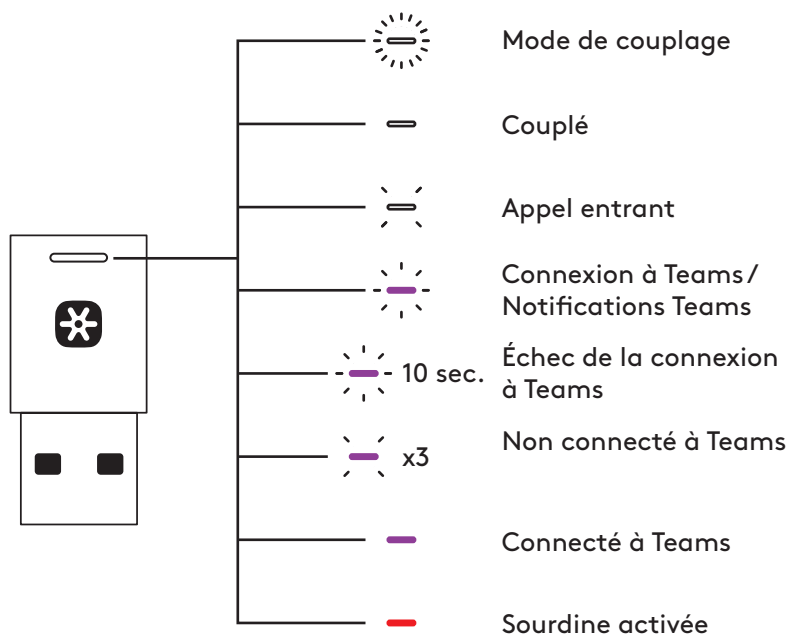 Mode de couplage
Couplé
Appel entrant
Connexion à Teams /
Notifications Teams
10 sec.
Échec de la connexion
à Teams
x3
Non connecté à Teams
Connecté à Teams
Sourdine activée